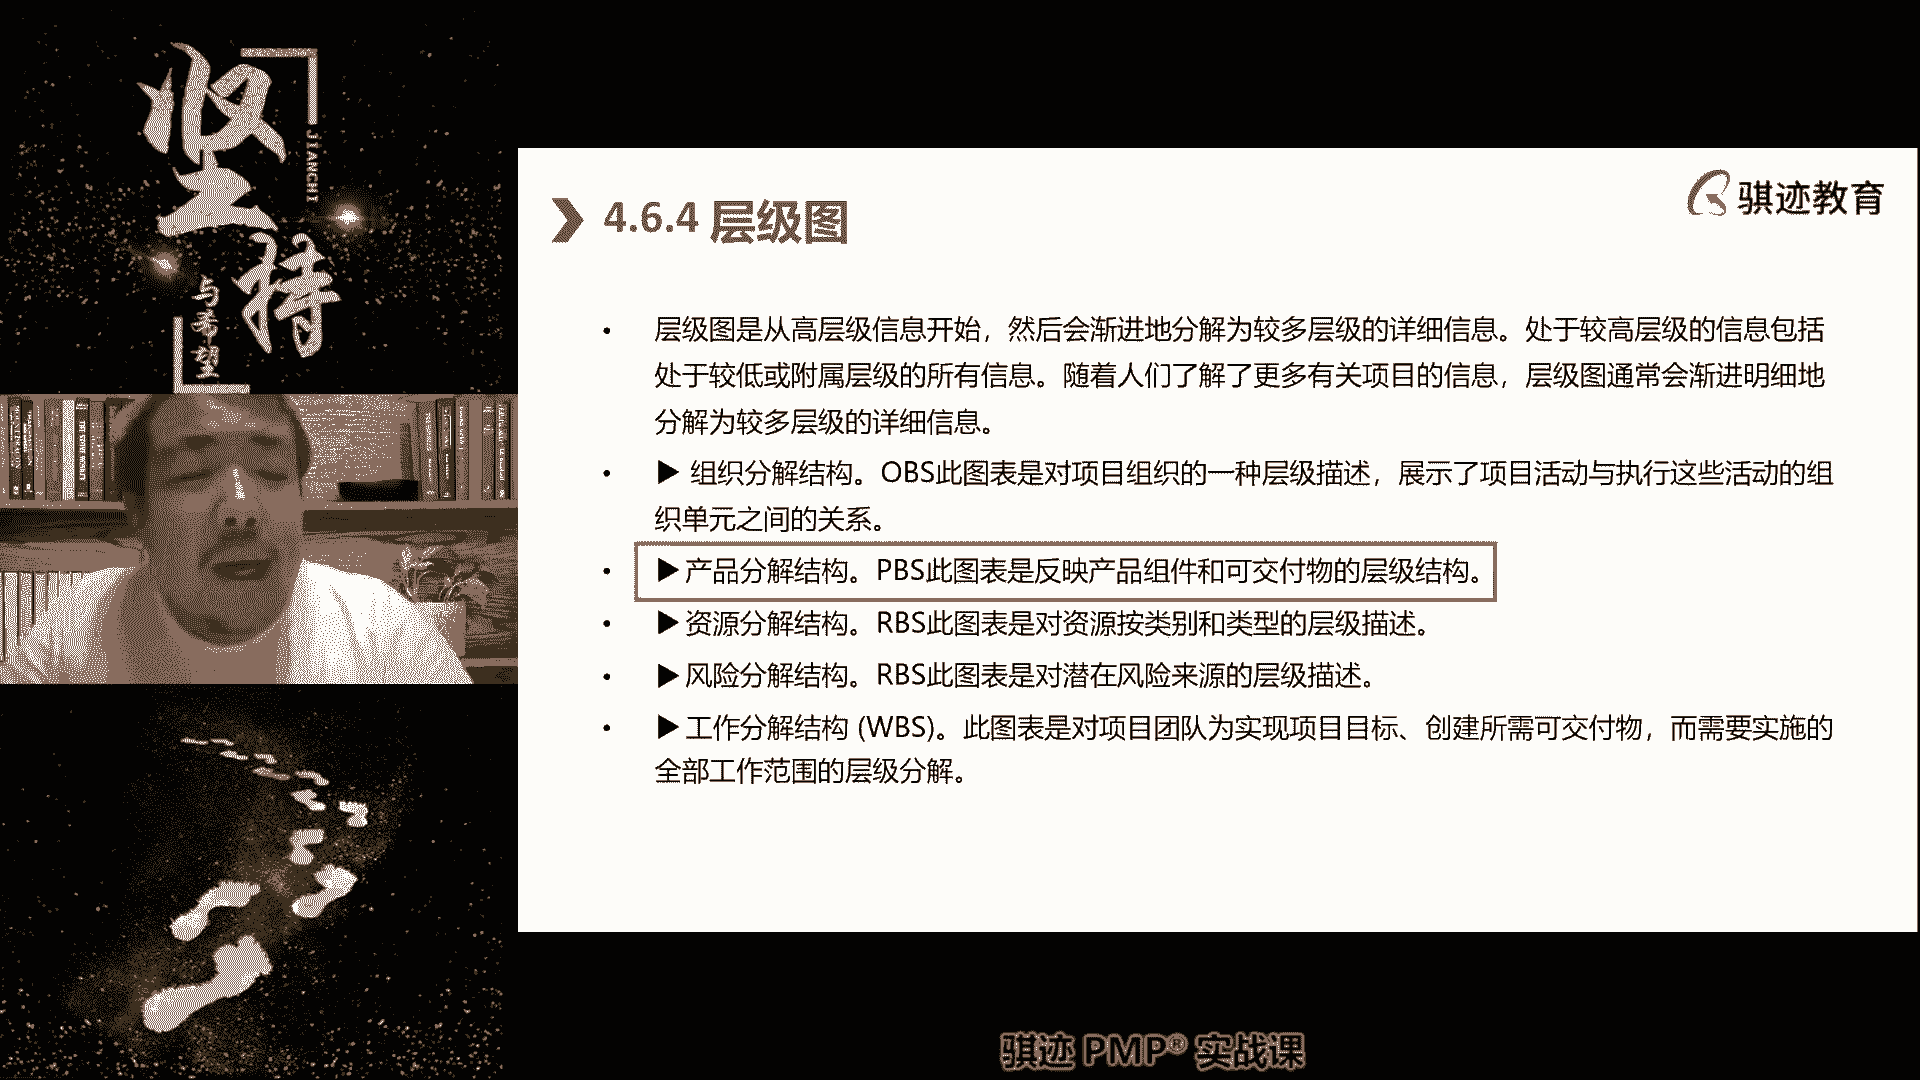 坚持
JIANCHI
与希望
骐迹教育
4.6.4 层级图
• 层级图是从高层级信息开始，然后会渐进地分解为较多层级的详细信息。处于较高层级的信息包括
处于较低或附属层级的所有信息。随着人们了解了更多有关项目的信息，层级图通常会渐进明细地
分解为较多层级的详细信息。
• ▶ 组织分解结构。OBS此图表是对项目组织的一种层级描述，展示了项目活动与执行这些活动的组
织单元之间的关系。
• ▶产品分解结构。PBS此图表是反映产品组件和可交付物的层级结构。
• ▶资源分解结构。RBS此图表是对资源按类别和类型的层级描述。
• ▶风险分解结构。RBS此图表是对潜在风险来源的层级描述。
• ▶工作分解结构 (WBS)。此图表是对项目团队为实现项目目标、创建所需可交付物，而需要实施的
全部工作范围的层级分解。
骐迹 PMP® 实战课